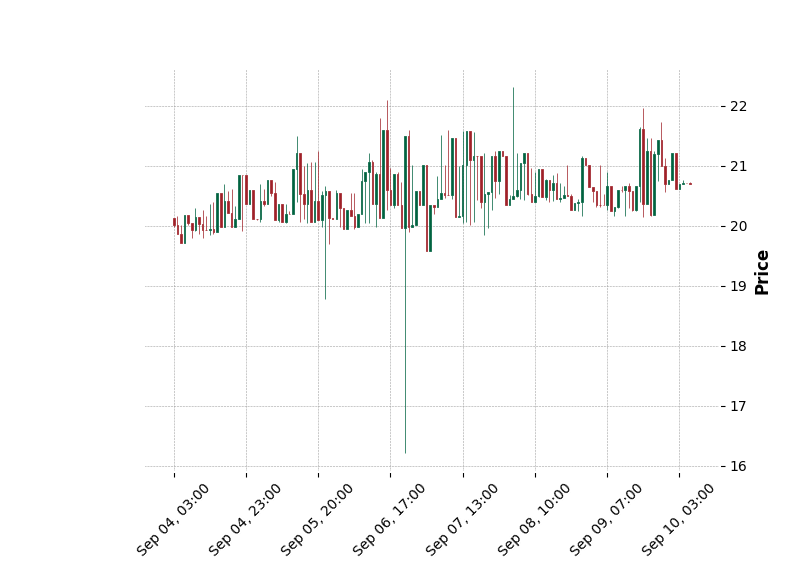 22
21
20
19
18
17
16
Price
Sep 04, 03:00
Sep 04, 23:00
Sep 05, 20:00
Sep 06, 17:00
Sep 07, 13:00
Sep 08, 10:00
Sep 09, 07:00
Sep 10, 03:00